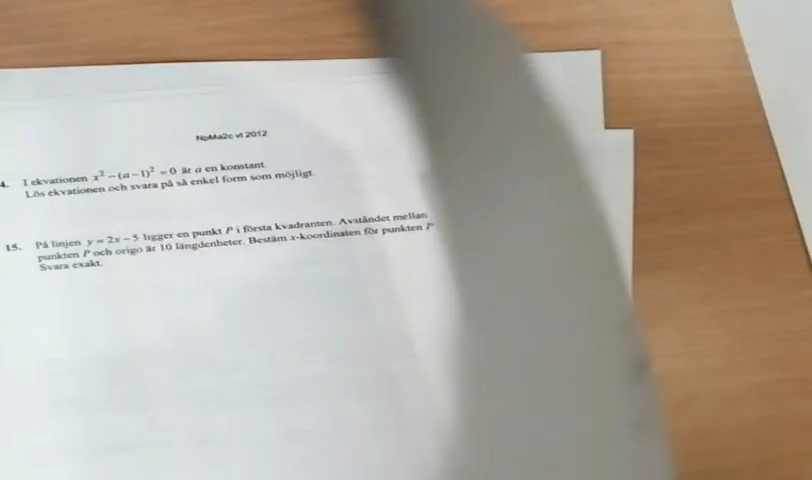 NpMa2c vt 2012
4. I ekvationen x² − (a − 1)² = 0 är a en konstant.
Lös ekvationen och svara på så enkel form som möjligt.
15. På linjen y = 2x − 5 ligger en punkt P i första kvadranten. Avståndet mellan
punkten P och origo är 10 längdenheter. Bestäm x-koordinaten för punkten P
Svara exakt.